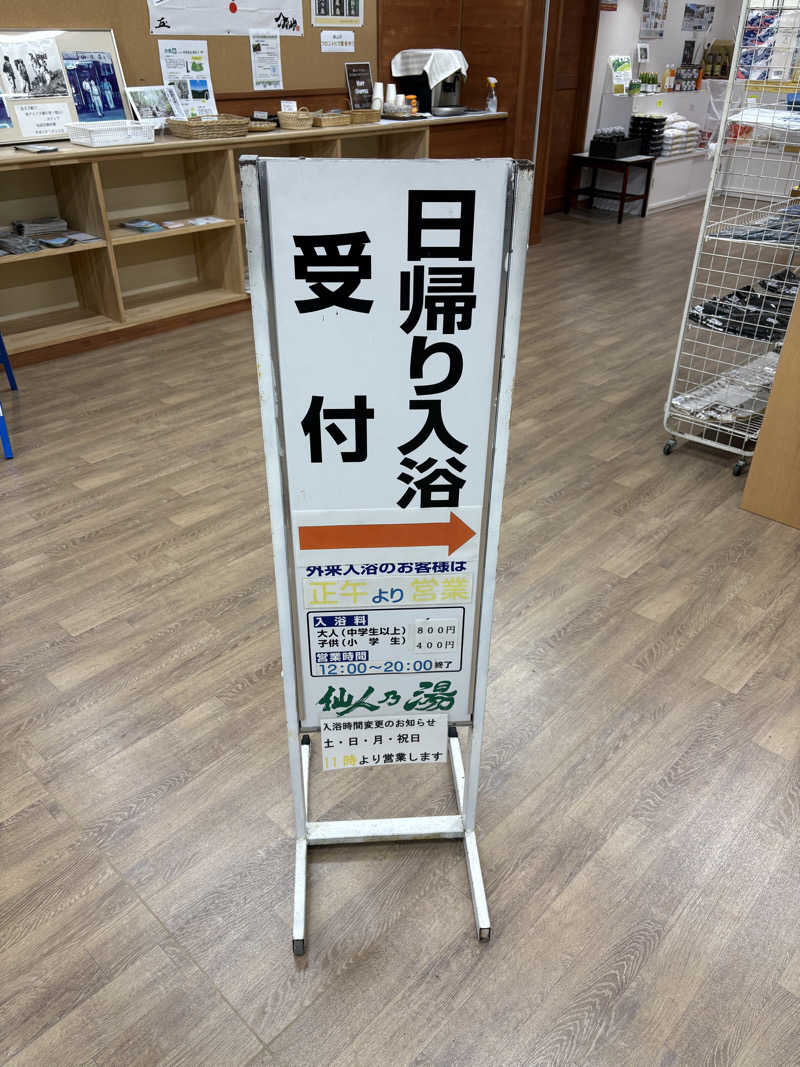 日帰り入浴
受付
外来入浴のお客様は
正午より営業
入浴料
大人(中学生以上) 800円
子供(小学生) 400円
営業時間
12:00〜20:00終了
仙人乃湯
入浴時間変更のお知らせ
土・日・月・祝日
11時より営業します